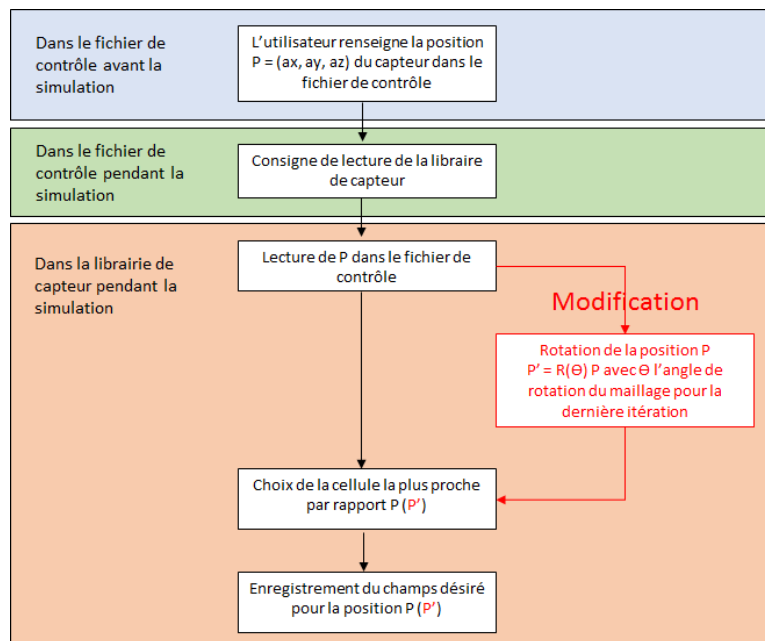 Dans le fichier de
contrôle avant la
simulation
L'utilisateur renseigne la position
P = (ax, ay, az) du capteur dans le
fichier de contrôle
Dans le fichier de
contrôle pendant la
simulation
Consigne de lecture de la libraire
de capteur
Dans la librairie de
capteur pendant la
simulation
Lecture de P dans le fichier de
contrôle
Modification
Rotation de la position P
P' = R(Θ) P avec Θ l'angle de
rotation du maillage pour la
dernière itération
Choix de la cellule la plus proche
par rapport P (P')
Enregistrement du champs désiré
pour la position P (P')